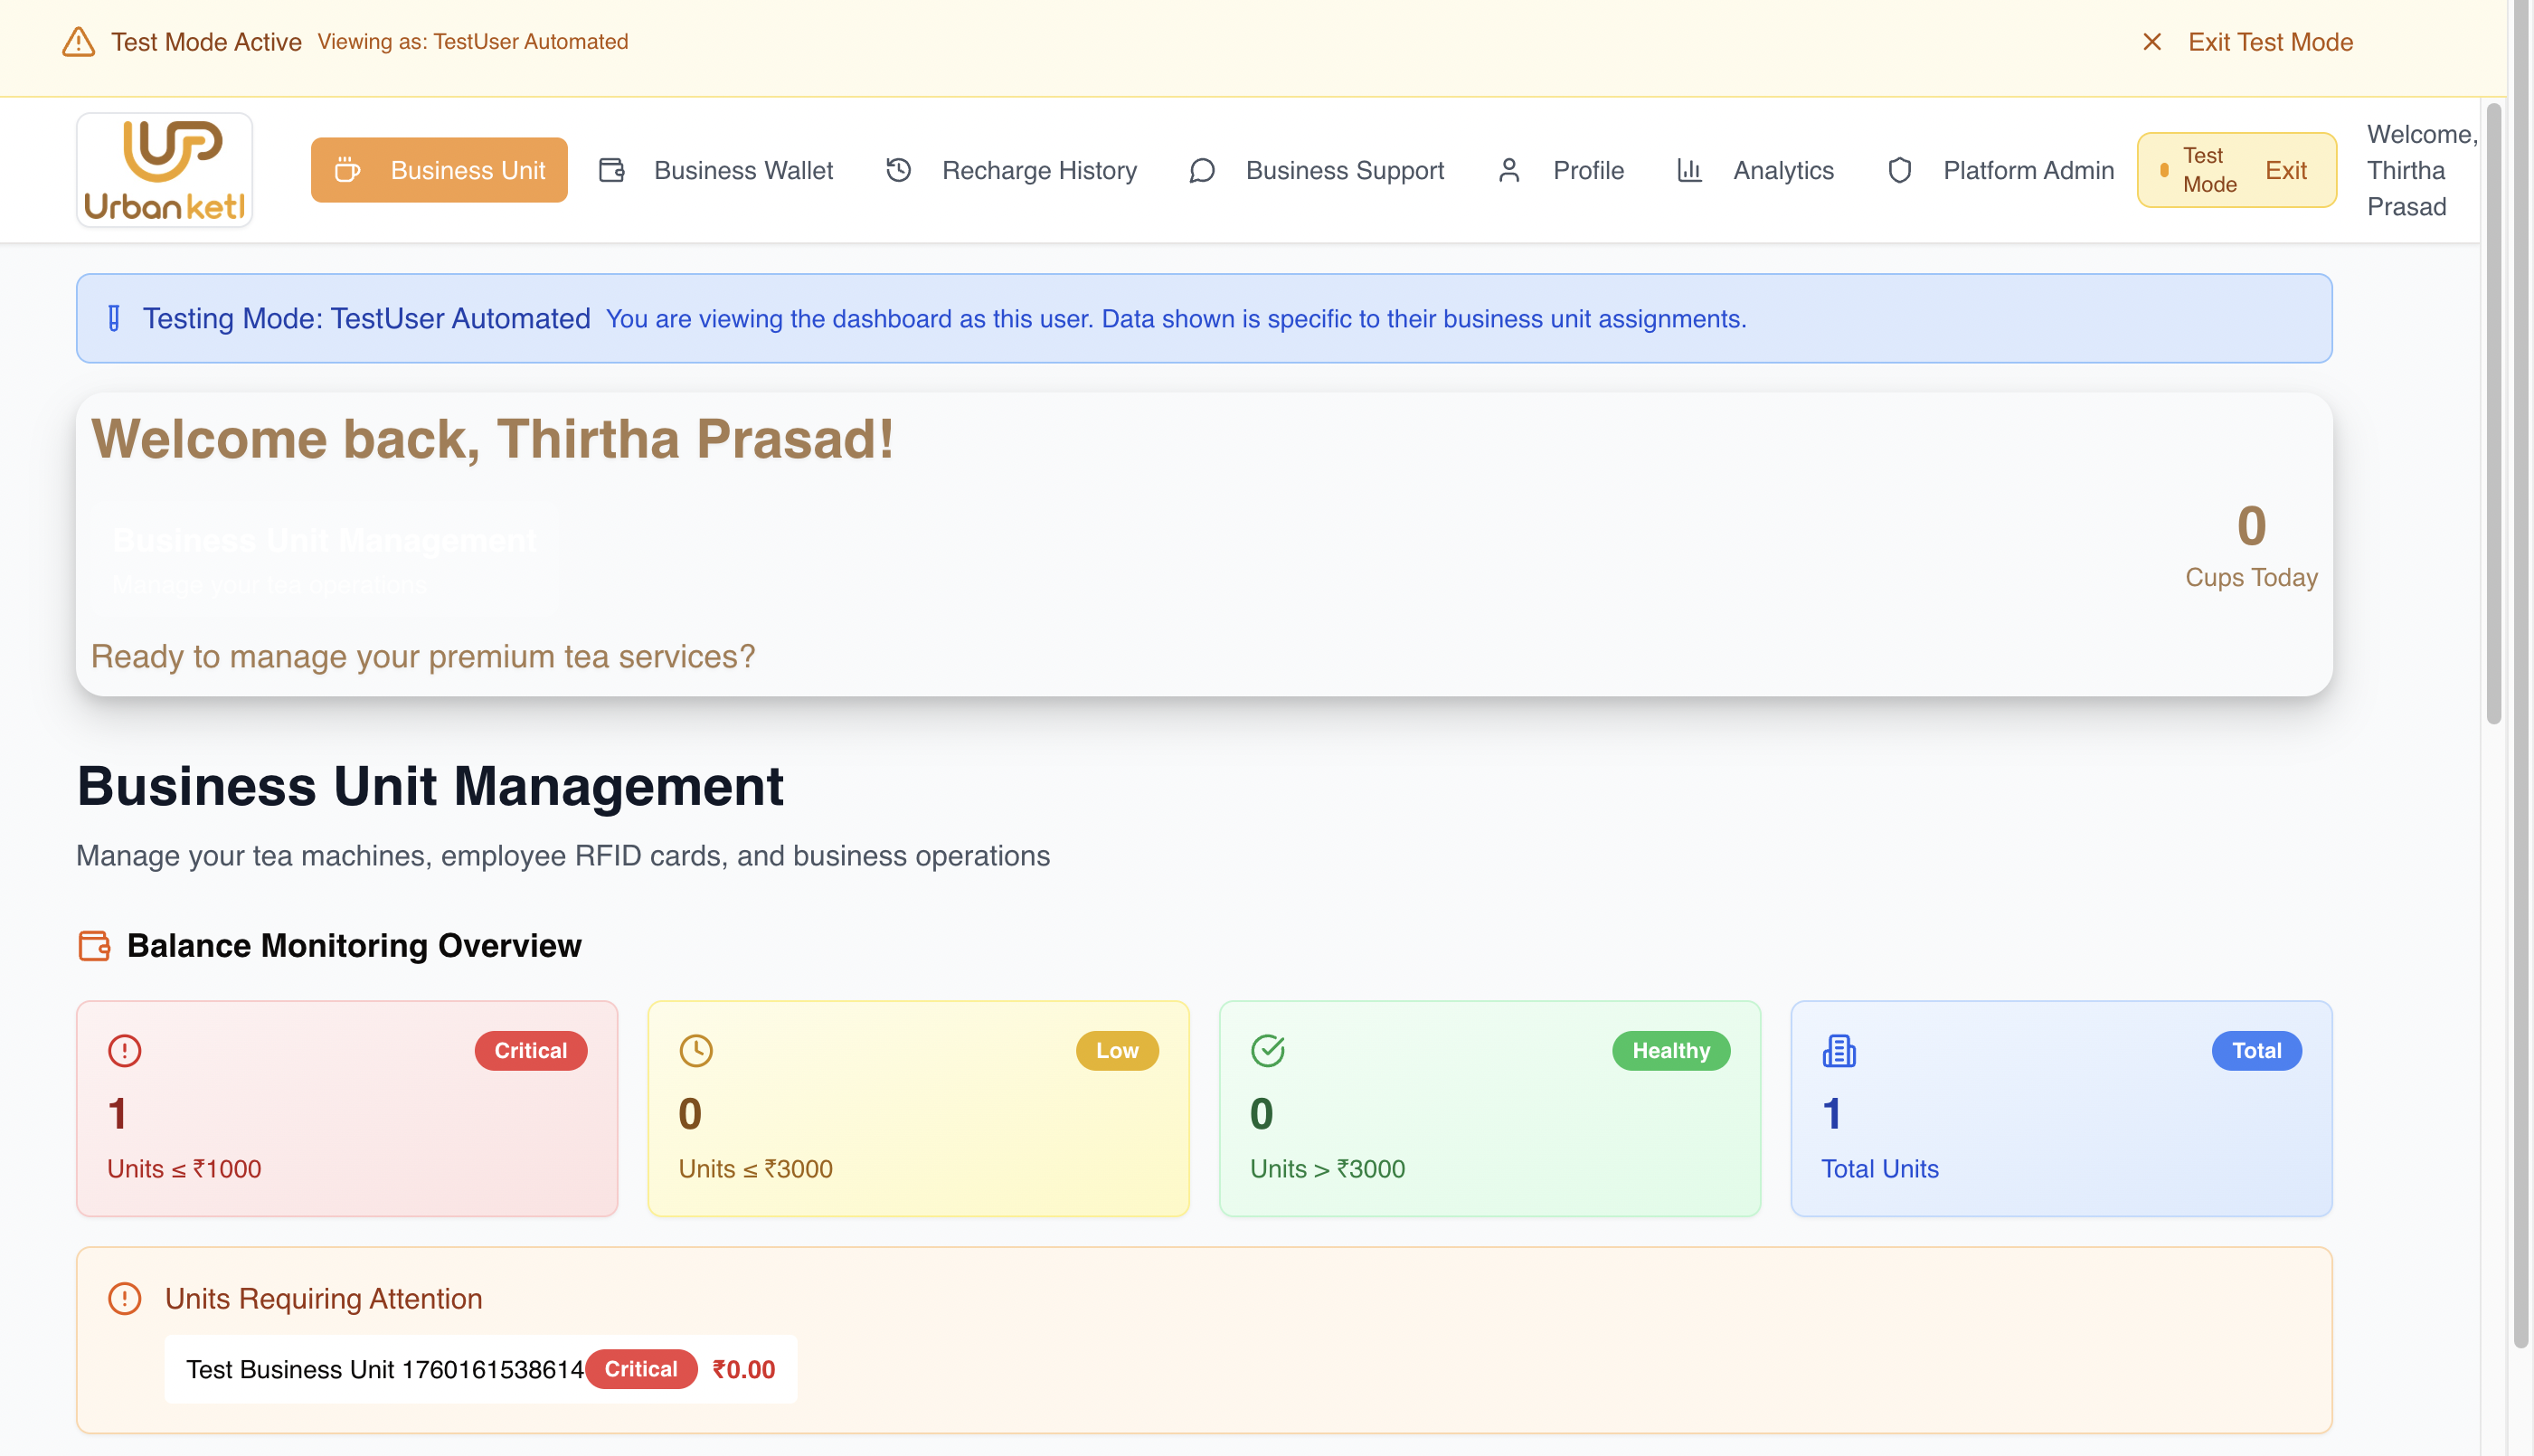 Test Mode Active Viewing as: TestUser Automated
Exit Test Mode
UP
Urban ketl
Business Unit
Business Wallet
Recharge History
Business Support
Profile
Analytics
Platform Admin
Test Mode
Exit
Welcome, Thirtha Prasad
Testing Mode: TestUser Automated You are viewing the dashboard as this user. Data shown is specific to their business unit assignments.
Welcome back, Thirtha Prasad!
Business Unit Management
Manage your tea operations
0
Cups Today
Ready to manage your premium tea services?
Business Unit Management
Manage your tea machines, employee RFID cards, and business operations
Balance Monitoring Overview
Critical
1
Units ≤ ₹1000
Low
0
Units ≤ ₹3000
Healthy
0
Units > ₹3000
Total
1
Total Units
Units Requiring Attention
Test Business Unit 1760161538614 Critical ₹0.00